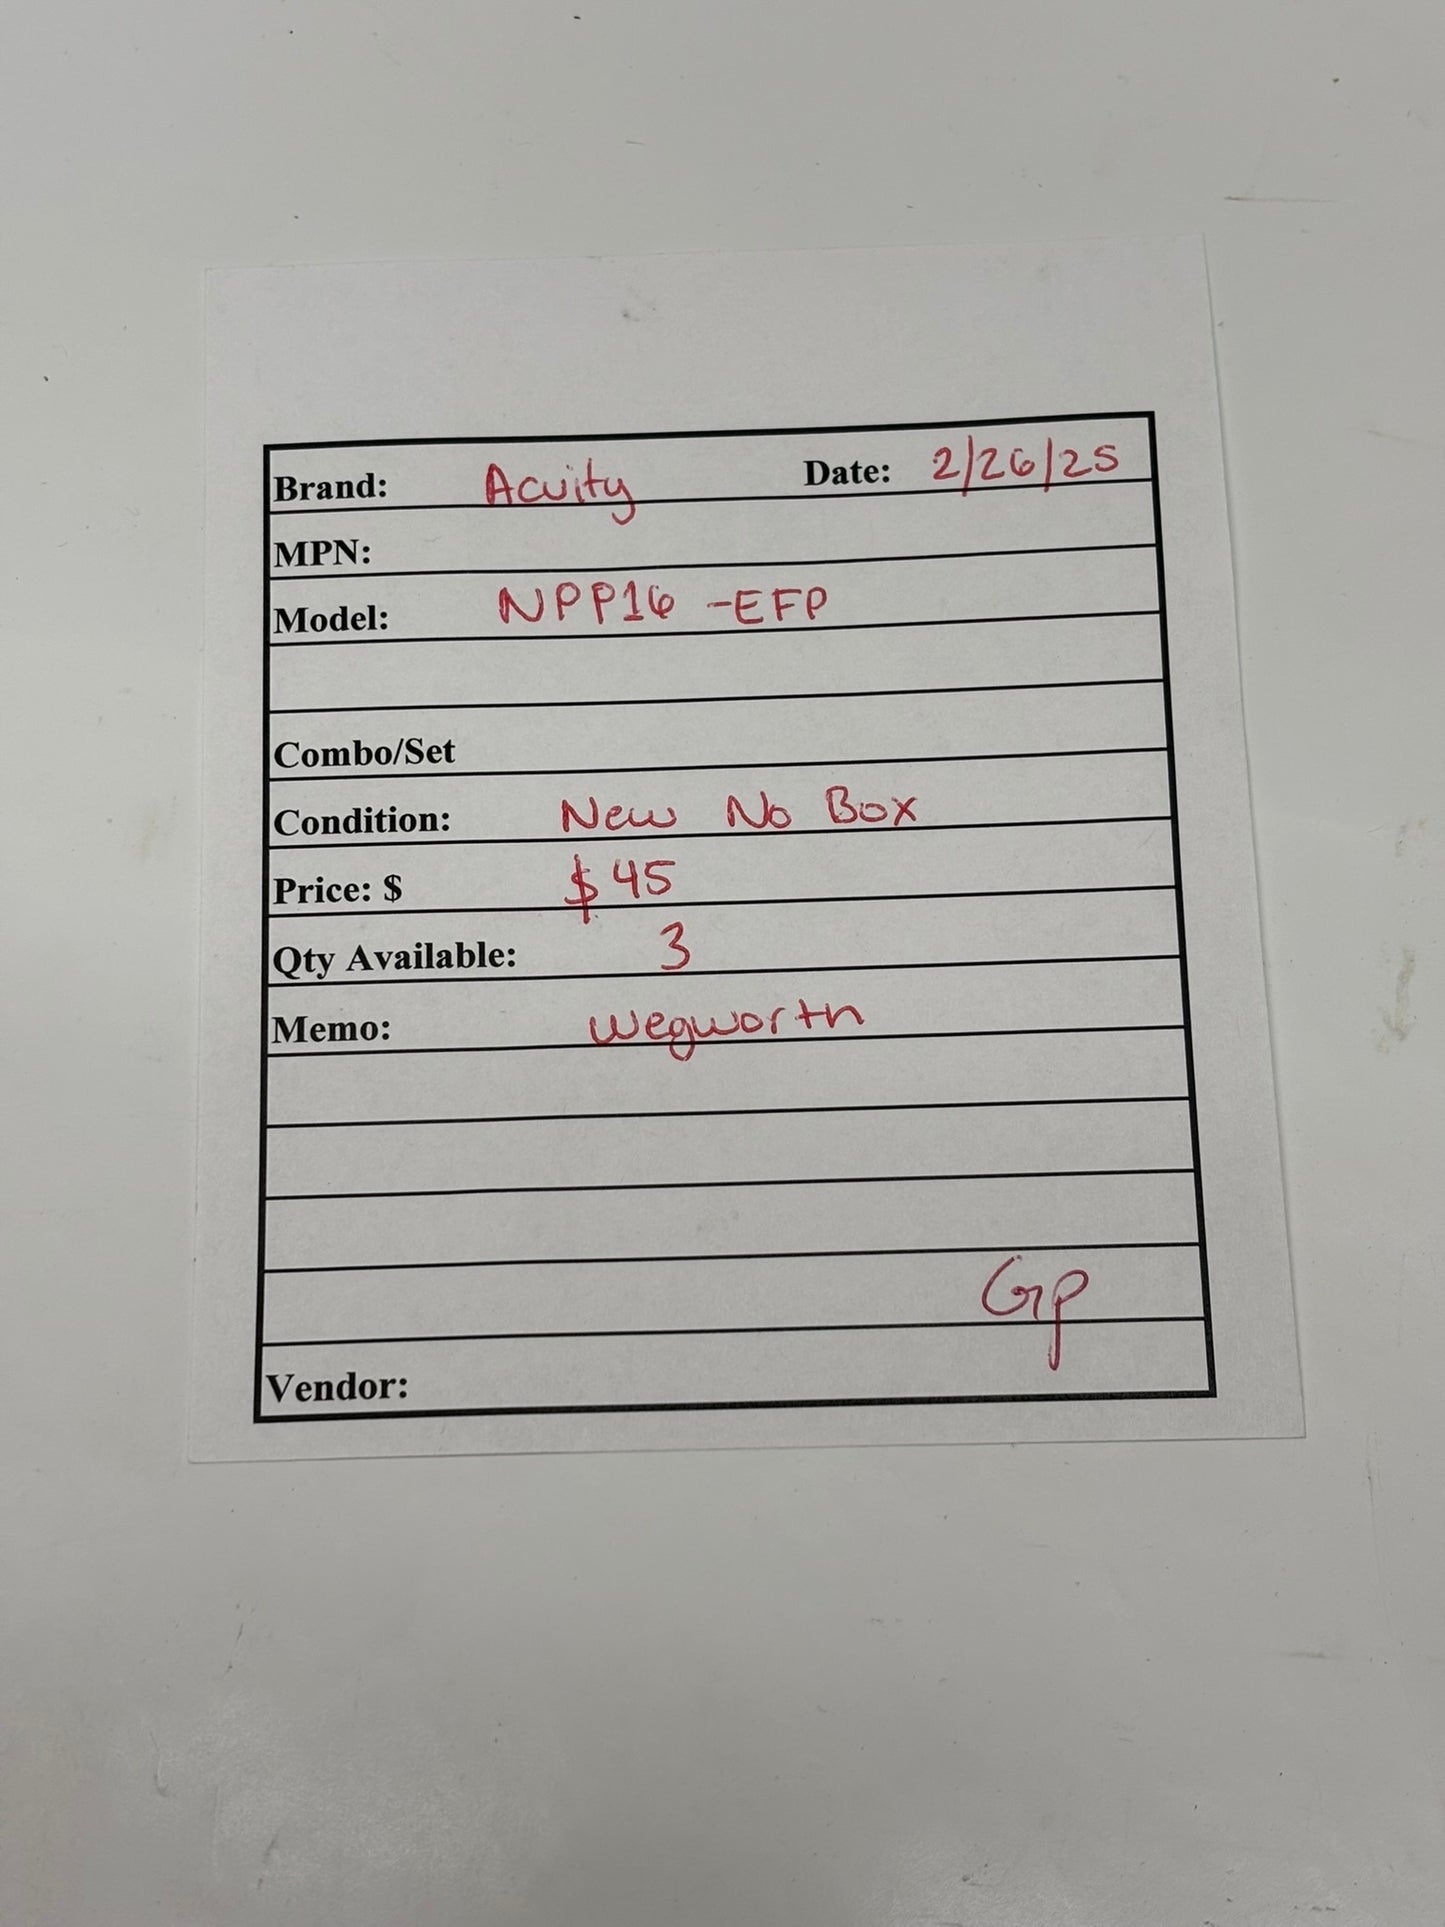 Brand: Acuity Date: 2/26/25
MPN:
Model: NPP16 -EFP
Combo/Set
Condition: New No Box
Price: $ $45
Qty Available: 3
Memo: Wegworth
Gp
Vendor: